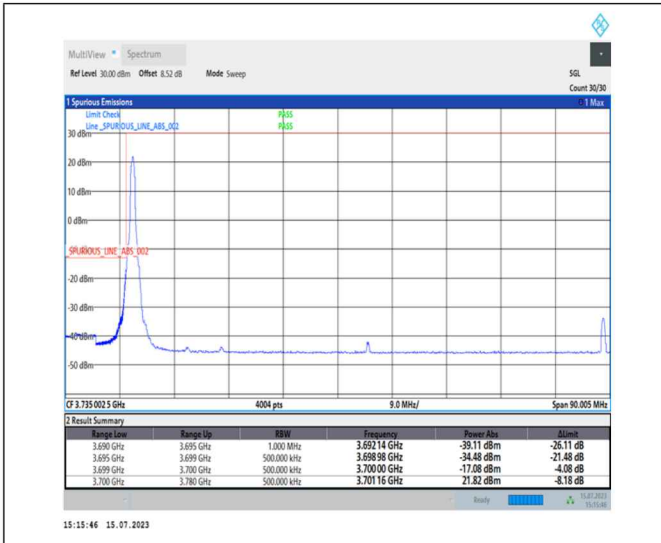 MultiView * Spectrum
Ref Level 30.00 dBm Offset 8.52 dB Mode Sweep SGL
Count 30/30
1 Spurious Emissions 1 Max
Limit Check PASS
Line _SPURIOUS_LINE_ABS_002 PASS
30 dBm
20 dBm
10 dBm
0 dBm
_SPURIOUS_LINE_ABS_002
-20 dBm
-30 dBm
-40 dBm
-50 dBm
CF 3.735 002 5 GHz 4004 pts 9.0 MHz/ Span 90.005 MHz
2 Result Summary
Range Low Range Up RBW Frequency Power Abs ΔLimit
3.690 GHz 3.695 GHz 1.000 MHz 3.692 14 GHz -39.11 dBm -26.11 dB
3.695 GHz 3.699 GHz 500.000 kHz 3.698 98 GHz -34.48 dBm -21.48 dB
3.699 GHz 3.700 GHz 500.000 kHz 3.700 00 GHz -17.08 dBm -4.08 dB
3.700 GHz 3.780 GHz 500.000 kHz 3.701 16 GHz 21.82 dBm -8.18 dB
Ready 15.07.2023
15:15:46
15:15:46 15.07.2023